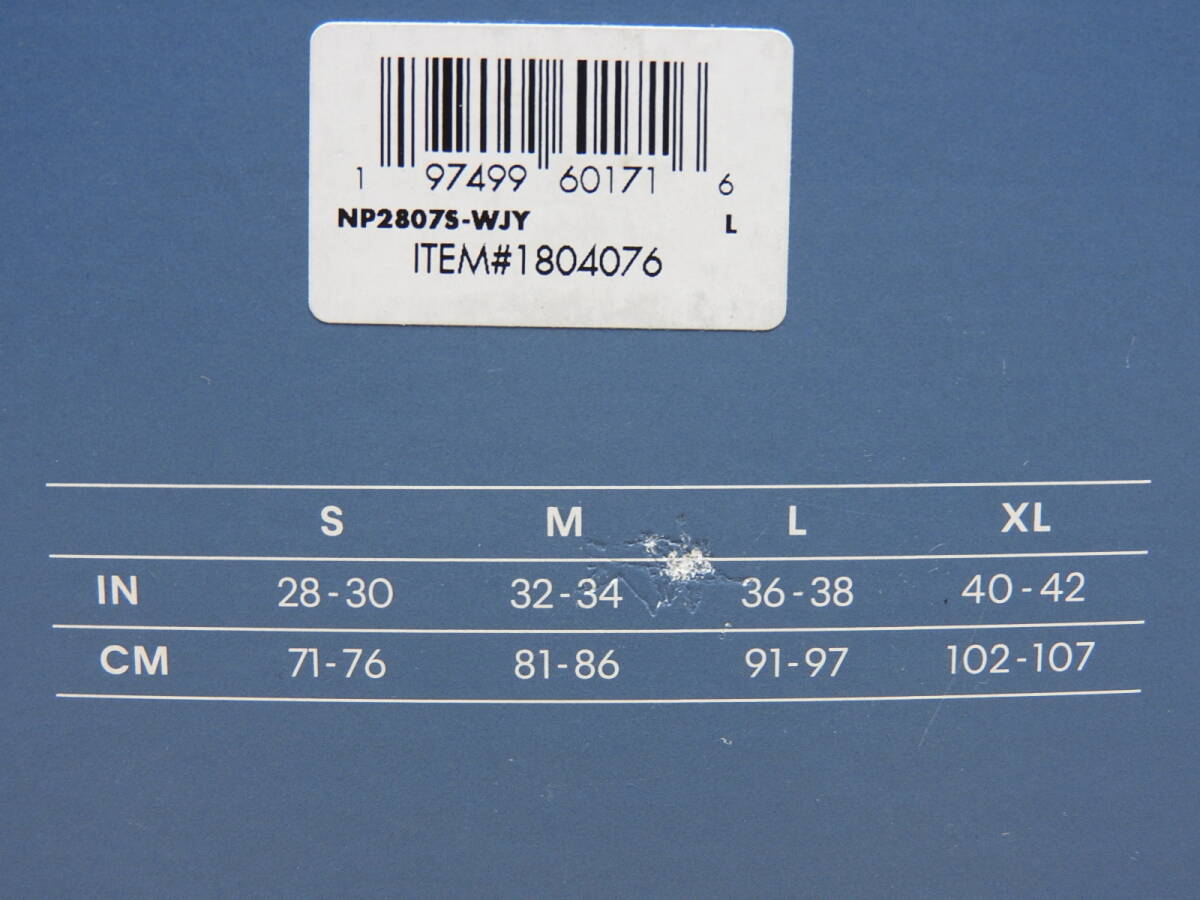 1 97499 60171 6
NP2807S-WJY L
ITEM#1804076
S M L XL
IN 28-30 32-34 36-38 40-42
CM 71-76 81-86 91-97 102-107